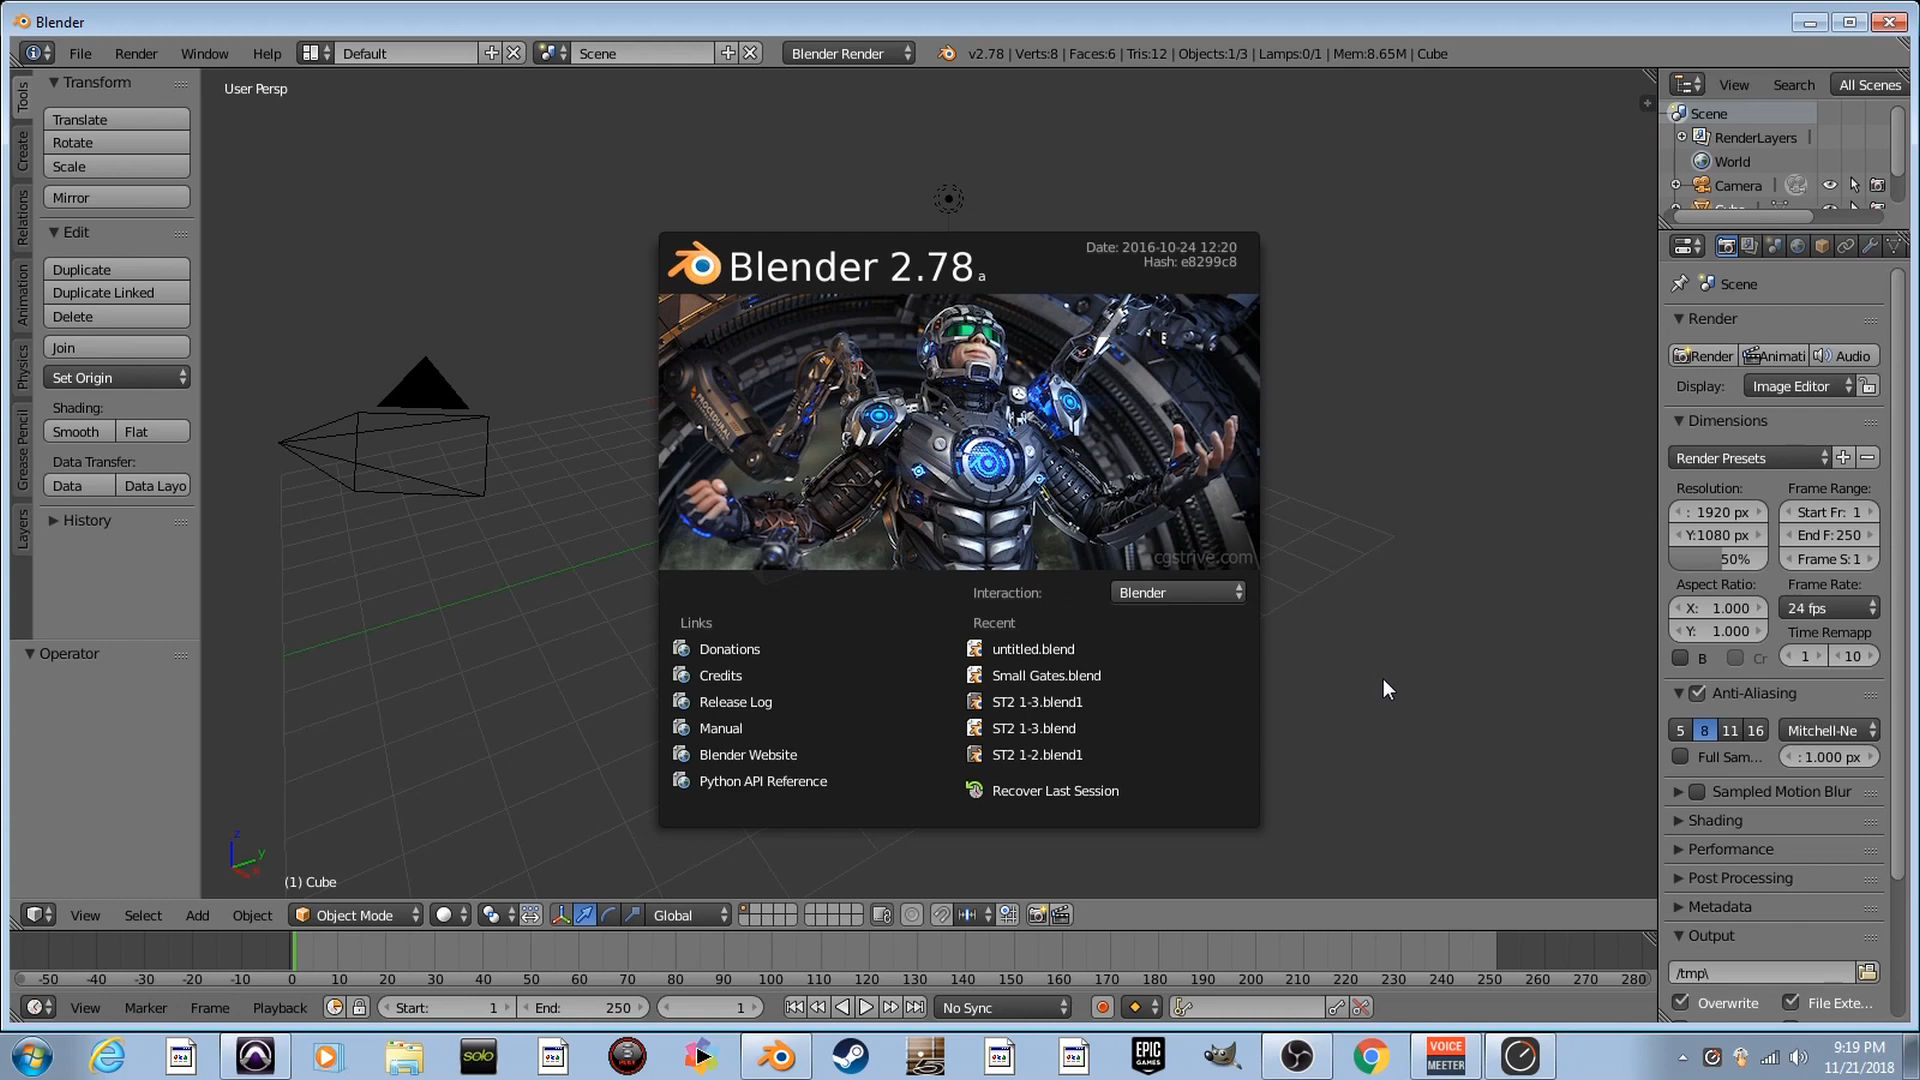 Blender
File Render Window Help Default Scene Blender Render v2.78 | Verts:8 | Faces:6 | Tris:12 | Objects:1/3 | Lamps:0/1 | Mem:8.65M | Cube
Tools
Create
Relations
Animation
Physics
Grease Pencil
Layers
Transform
Translate
Rotate
Scale
Mirror
Edit
Duplicate
Duplicate Linked
Delete
Join
Set Origin
Shading:
Smooth Flat
Data Transfer:
Data Data Layo
History
Operator
User Persp
Blender 2.78 a
Date: 2016-10-24 12:20
Hash: e8299c8
PROCEDURAL
cgstrive.com
Interaction: Blender
Links
Donations
Credits
Release Log
Manual
Blender Website
Python API Reference
Recent
untitled.blend
Small Gates.blend
ST2 1-3.blend1
ST2 1-3.blend
ST2 1-2.blend1
Recover Last Session
z
y
x
(1) Cube
View Search All Scenes
Scene
RenderLayers
World
Camera
Scene
Render
Render Animati Audio
Display: Image Editor
Dimensions
Render Presets
Resolution: Frame Range:
: 1920 px Start Fr: 1
Y:1080 px End F: 250
50% Frame S: 1
Aspect Ratio: Frame Rate:
X: 1.000 24 fps
Y: 1.000 Time Remapp
B Cr 1 10
Anti-Aliasing
5 8 11 16 Mitchell-Ne
Full Sam... : 1.000 px
Sampled Motion Blur
Shading
Performance
Post Processing
Metadata
Output
/tmp\
Overwrite File Exte...
View Select Add Object Object Mode Global
-50 -40 -30 -20 -10 0 10 20 30 40 50 60 70 80 90 100 110 120 130 140 150 160 170 180 190 200 210 220 230 240 250 260 270 280
View Marker Frame Playback Start: 1 End: 250 1 No Sync
solo
EPIC GAMES
VOICE MEETER
9:19 PM
11/21/2018